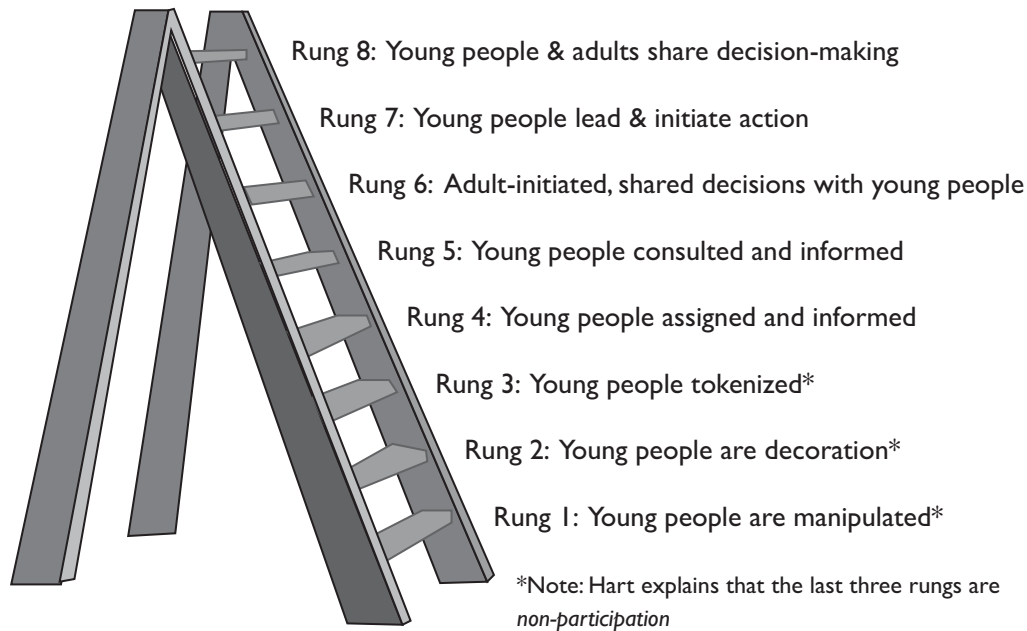 Rung 8: Young people & adults share decision-making
Rung 7: Young people lead & initiate action
Rung 6: Adult-initiated, shared decisions with young people
Rung 5: Young people consulted and informed
Rung 4: Young people assigned and informed
Rung 3: Young people tokenized*
Rung 2: Young people are decoration*
Rung 1: Young people are manipulated*
*Note: Hart explains that the last three rungs are
non-participation